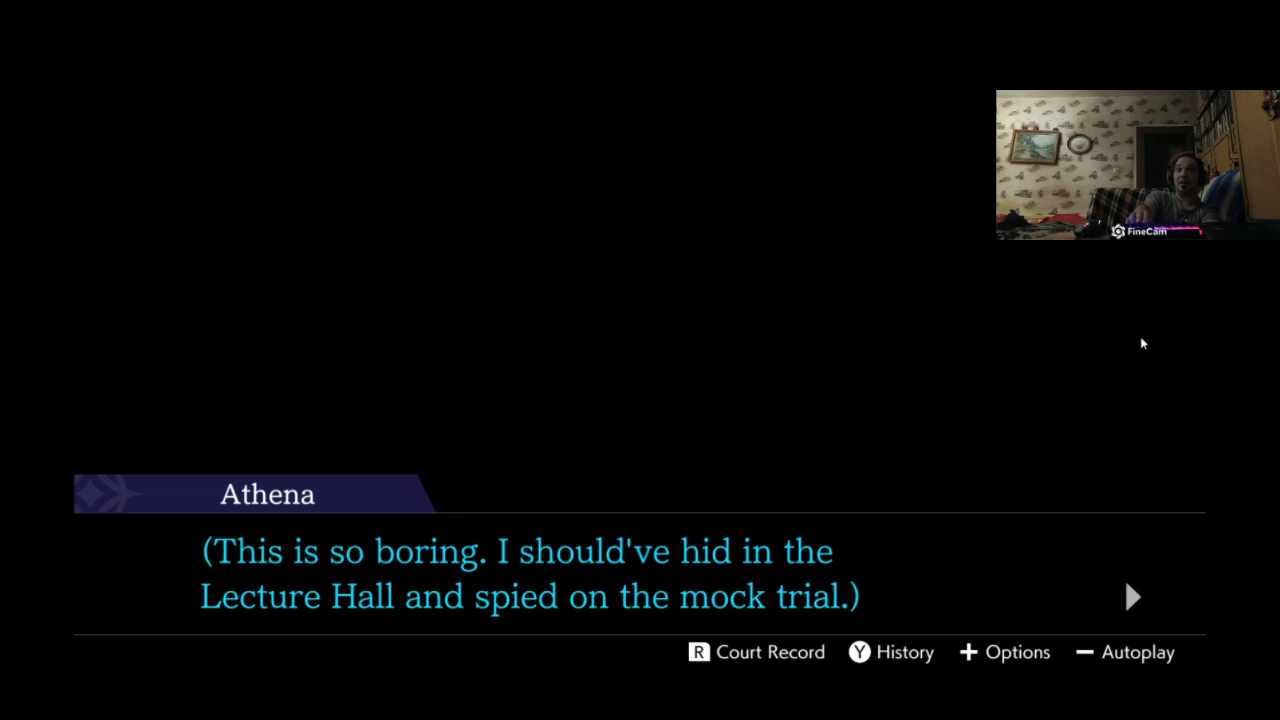 FineCam
Athena
(This is so boring. I should've hid in the
Lecture Hall and spied on the mock trial.)
R Court Record Y History + Options − Autoplay